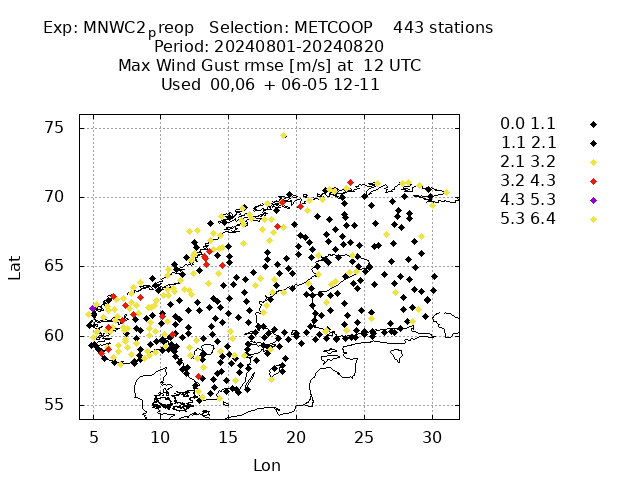 Exp: MNWC2preop   Selection: METCOOP    443 stations
Period: 20240801-20240820
Max Wind Gust rmse [m/s] at  12 UTC
Used  00,06  + 06-05 12-11
75
70
65
60
55
5 10 15 20 25 30
Lat
Lon
0.0 1.1
1.1 2.1
2.1 3.2
3.2 4.3
4.3 5.3
5.3 6.4